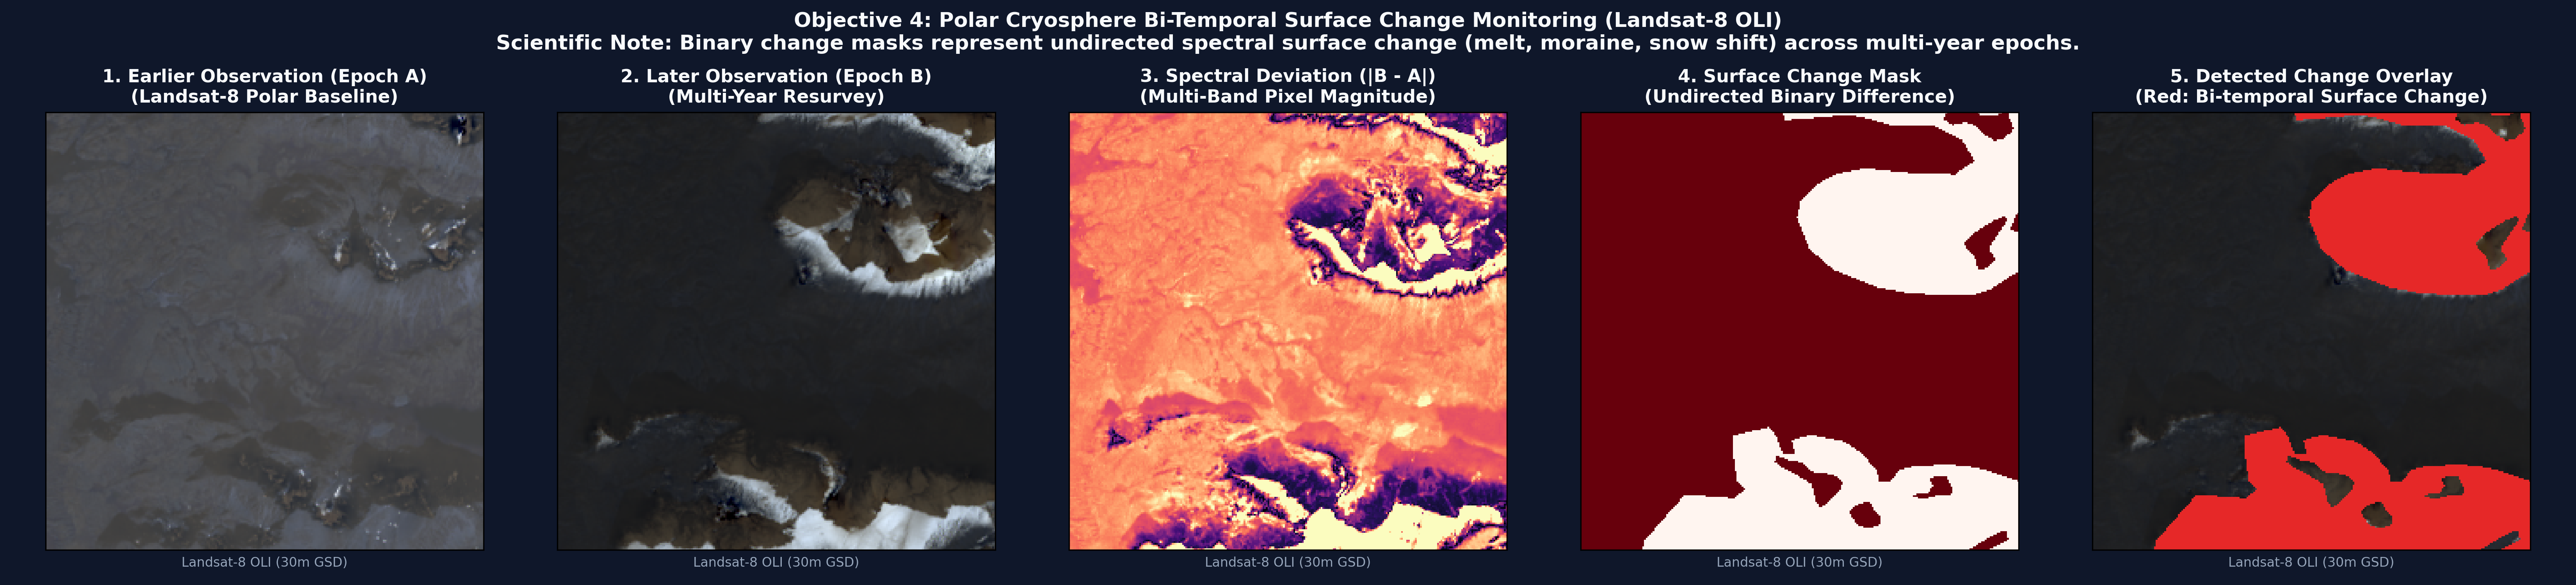 Objective 4: Polar Cryosphere Bi-Temporal Surface Change Monitoring (Landsat-8 OLI)
Scientific Note: Binary change masks represent undirected spectral surface change (melt, moraine, snow shift) across multi-year epochs.
1. Earlier Observation (Epoch A)
(Landsat-8 Polar Baseline)
2. Later Observation (Epoch B)
(Multi-Year Resurvey)
3. Spectral Deviation (|B - A|)
(Multi-Band Pixel Magnitude)
4. Surface Change Mask
(Undirected Binary Difference)
5. Detected Change Overlay
(Red: Bi-temporal Surface Change)
Landsat-8 OLI (30m GSD)
Landsat-8 OLI (30m GSD)
Landsat-8 OLI (30m GSD)
Landsat-8 OLI (30m GSD)
Landsat-8 OLI (30m GSD)